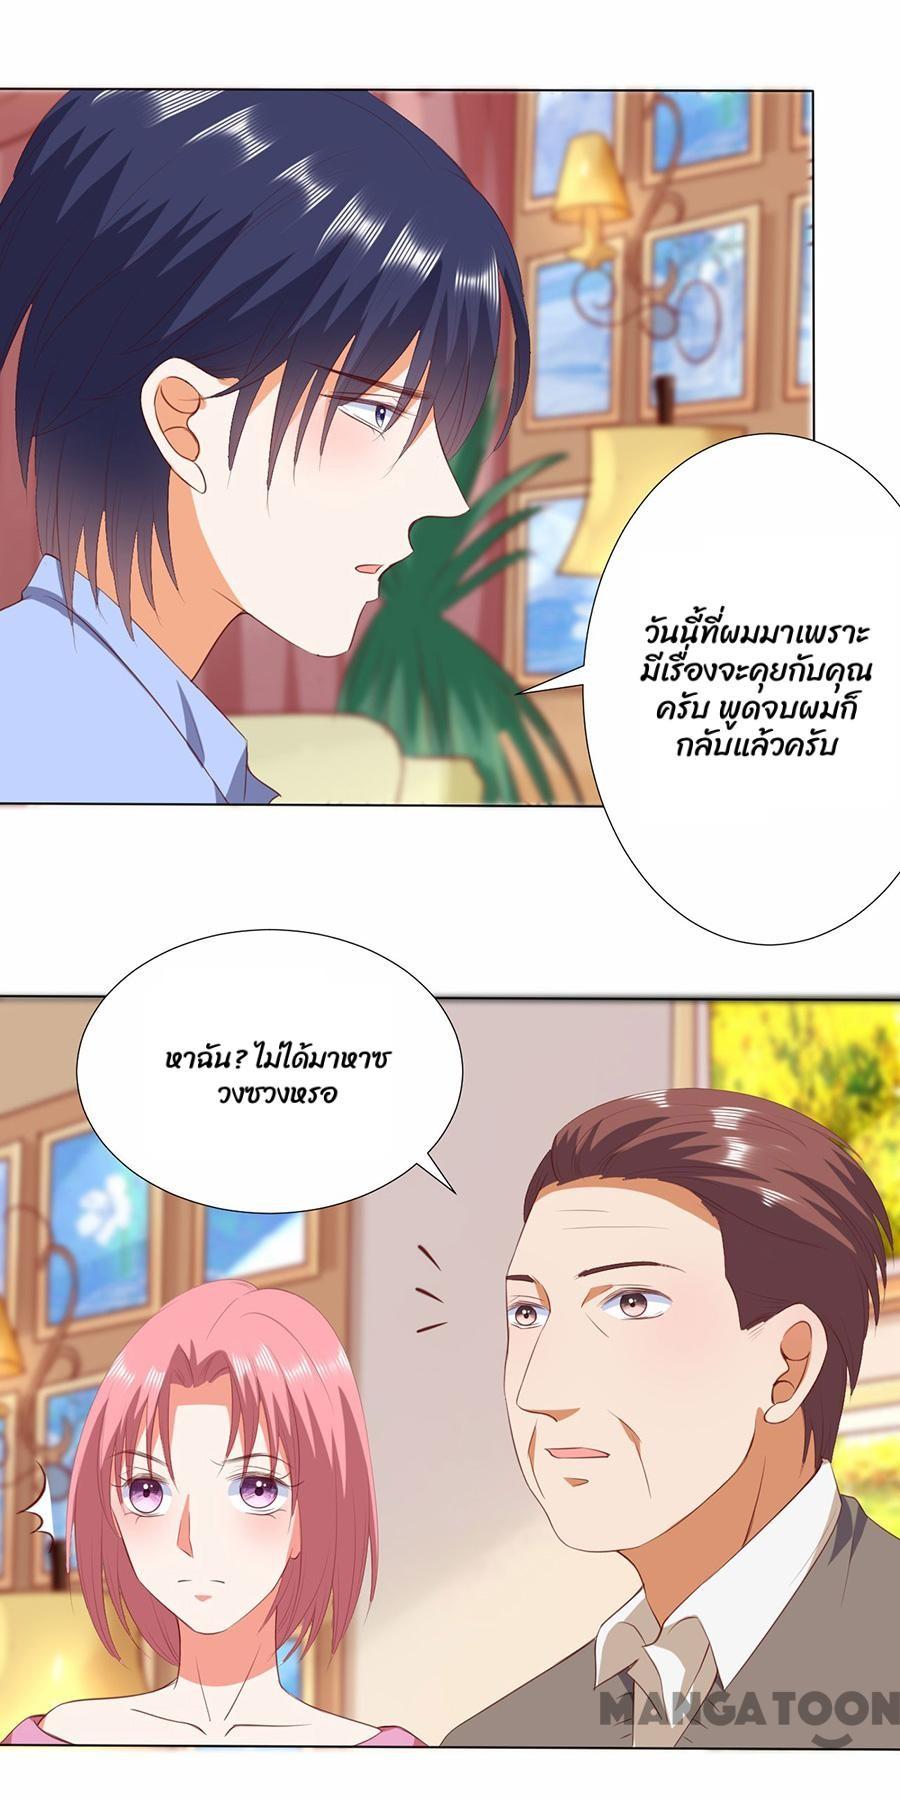 วันนี้ที่ผมมาเพราะ
มีเรื่องจะคุยกับคุณ
ครับ พูดจบผมก็
กลับแล้วครับ
หาฉัน? ไม่ได้มาหาซ
วงซวงหรอ
MANGATOON